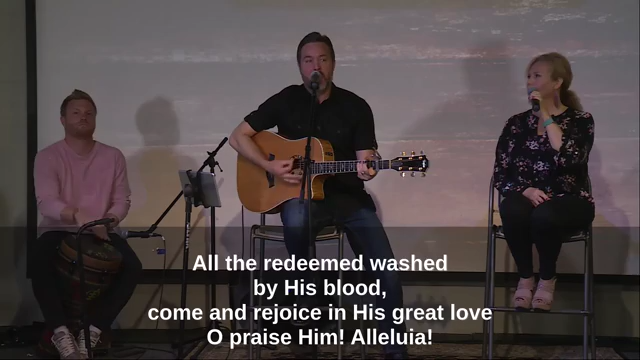 All the redeemed washed
by His blood,
come and rejoice in His great love
O praise Him! Alleluia!